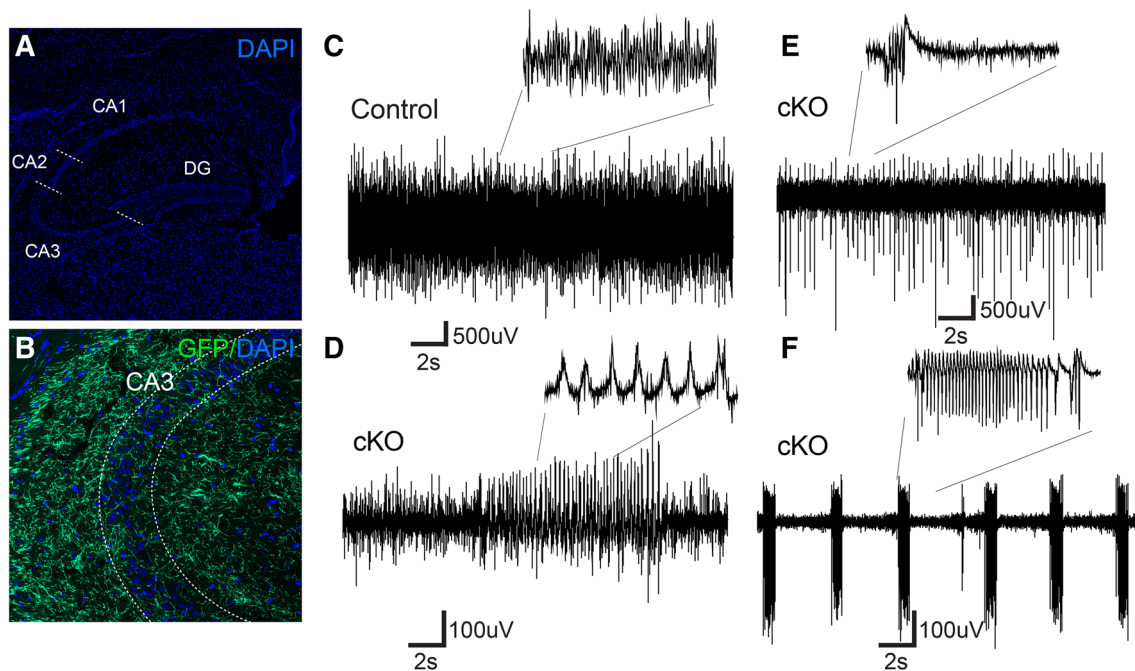 A
DAPI
CA1
CA2
DG
CA3
B
GFP/DAPI
CA3
C
Control
500uV
2s
D
cKO
100uV
2s
E
cKO
500uV
2s
F
cKO
100uV
2s